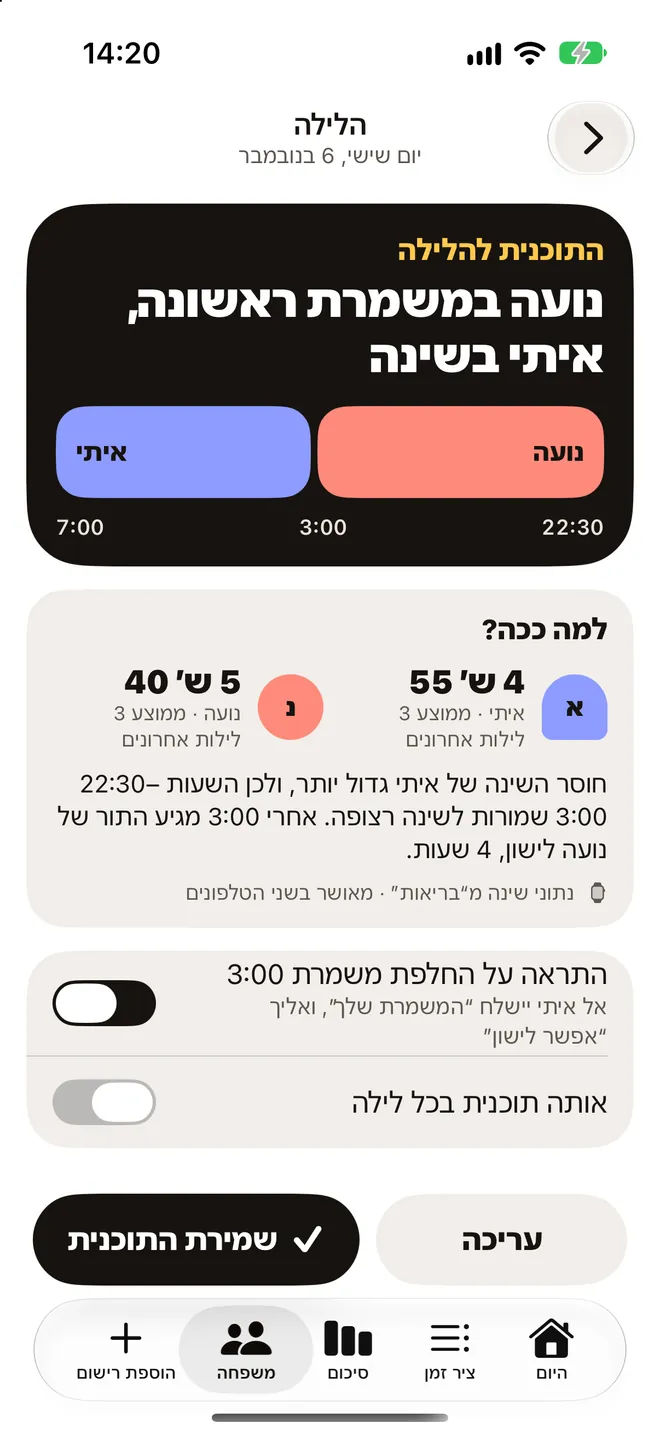 14:20
הלילה
יום שישי, 6 בנובמבר
התוכנית להלילה
נועה במשמרת ראשונה,
איתי בשינה
נועה
איתי
22:30
3:00
7:00
למה ככה?
א
4 ש׳ 55
איתי · ממוצע 3
לילות אחרונים
נ
5 ש׳ 40
נועה · ממוצע 3
לילות אחרונים
חוסר השינה של איתי גדול יותר, ולכן השעות 22:30–
3:00 שמורות לשינה רצופה. אחרי 3:00 מגיע התור של
נועה לישון, 4 שעות.
נתוני שינה מ“בריאות” · מאושר בשני הטלפונים
התראה על החלפת משמרת 3:00
אל איתי יישלח “המשמרת שלך”, ואליך
“אפשר לישון”
אותה תוכנית בכל לילה
עריכה
שמירת התוכנית
היום
ציר זמן
סיכום
משפחה
הוספת רישום